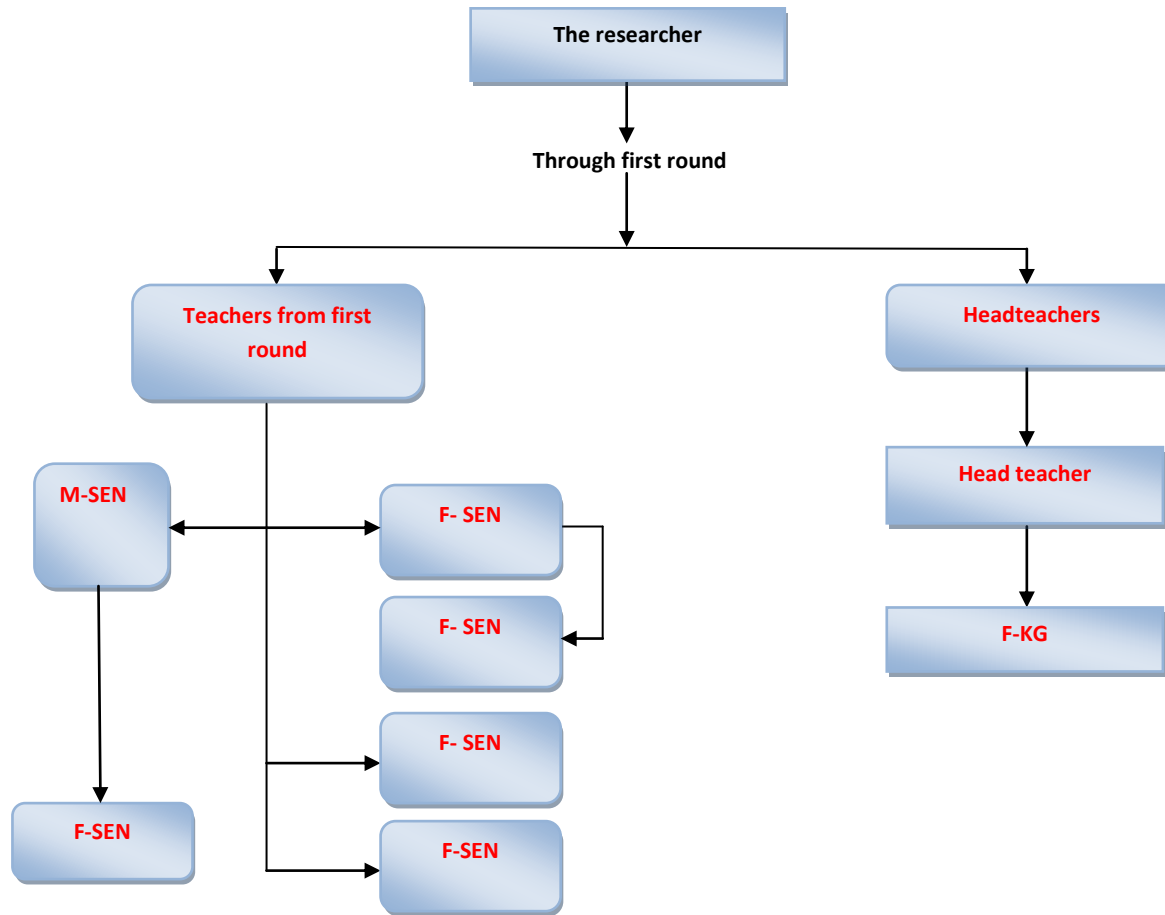 The researcher
Through first round
Teachers from first
round
Headteachers
M-SEN
F- SEN
Head teacher
F- SEN
F-KG
F- SEN
F-SEN
F-SEN